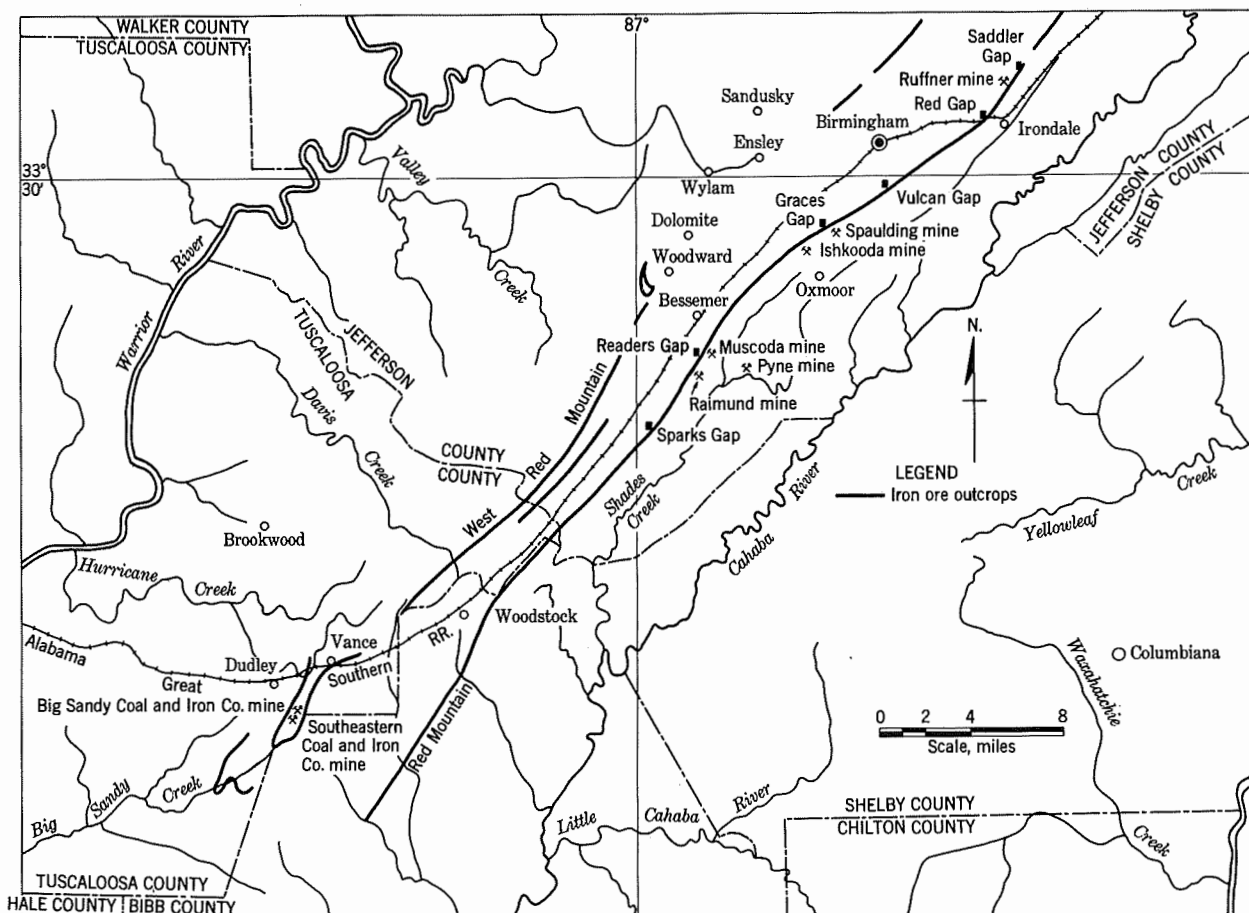 WALKER COUNTY
TUSCALOOSA COUNTY
87°
Saddler
Gap
Ruffner mine
Red Gap
Sandusky
Birmingham
Irondale
Ensley
33°
30'
Valley
Wylam
JEFFERSON COUNTY
SHELBY COUNTY
Vulcan Gap
Graces
Gap
River
Dolomite
Spaulding mine
Ishkooda mine
Woodward
Creek
Oxmoor
Warrior
Bessemer
JEFFERSON
TUSCALOOSA
Readers Gap
Muscoda mine
N.
Pyne mine
Mountain
Raimund mine
Davis
Sparks Gap
COUNTY
COUNTY
Red
LEGEND
Iron ore outcrops
Creek
Shades
Creek
River
Creek
West
Yellowleaf
Brookwood
Cahaba
Hurricane
Creek
Woodstock
Alabama
Vance
RR.
Waxahatchie
Columbiana
Dudley
Southern
Great
Big Sandy Coal and Iron Co. mine
0 2 4 8
Scale, miles
Southeastern
Coal and Iron
Co. mine
Red Mountain
Creek
Sandy
Big
River
Cahaba
Little
SHELBY COUNTY
CHILTON COUNTY
Creek
TUSCALOOSA COUNTY
HALE COUNTY
BIBB COUNTY